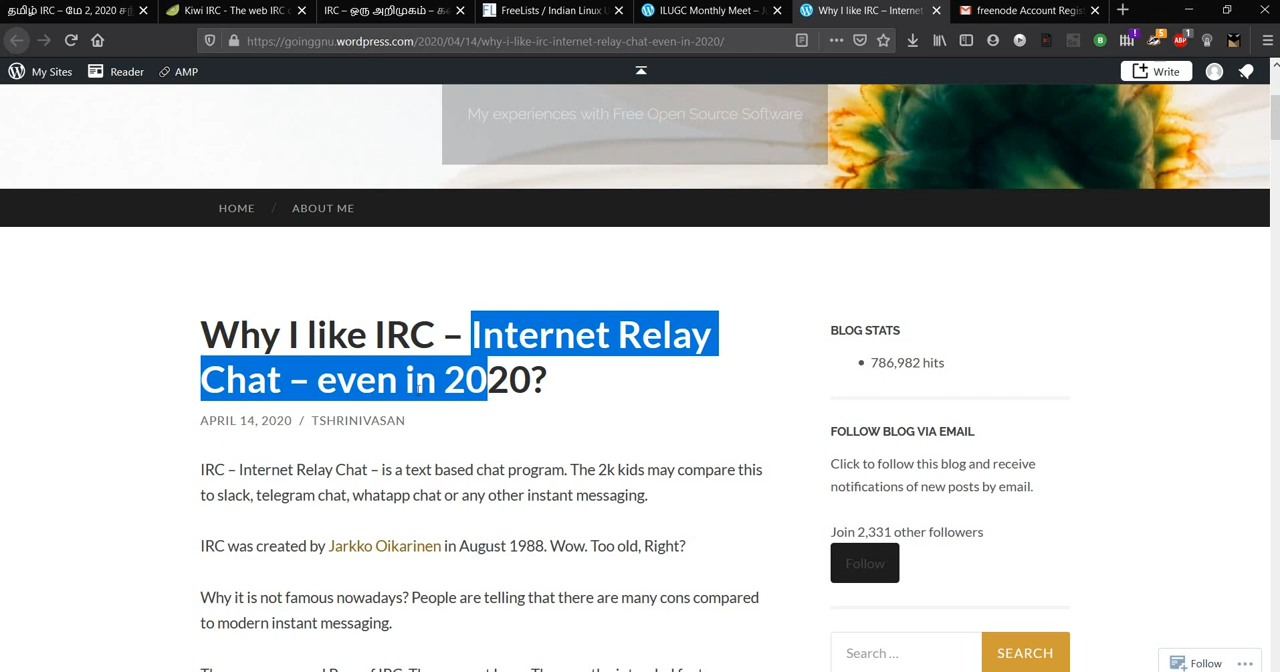 தமிழ் IRC – மே 2, 2020 சந்
Kiwi IRC - The web IRC c
IRC – ஒரு அறிமுகம் – க
FreeLists / Indian Linux U
ILUGC Monthly Meet – J
Why I like IRC – Internet
freenode Account Regis
https://goinggnu.wordpress.com/2020/04/14/why-i-like-irc-internet-relay-chat-even-in-2020/
My Sites
Reader
AMP
Write
My experiences with Free Open Source Software
HOME / ABOUT ME
Why I like IRC – Internet Relay
Chat – even in 2020?
APRIL 14, 2020 / TSHRINIVASAN
IRC – Internet Relay Chat – is a text based chat program. The 2k kids may compare this
to slack, telegram chat, whatapp chat or any other instant messaging.
IRC was created by Jarkko Oikarinen in August 1988. Wow. Too old, Right?
Why it is not famous nowadays? People are telling that there are many cons compared
to modern instant messaging.
BLOG STATS
786,982 hits
FOLLOW BLOG VIA EMAIL
Click to follow this blog and receive
notifications of new posts by email.
Join 2,331 other followers
Follow
Search …
SEARCH
Follow